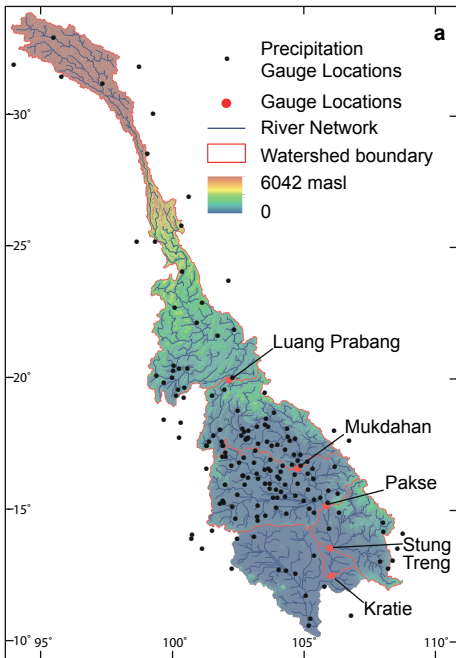 a
Precipitation
Gauge Locations
Gauge Locations
River Network
Watershed boundary
6042 masl
0
30°
25°
20°
15°
10°
Luang Prabang
Mukdahan
Pakse
Stung
Treng
Kratie
95°
100°
105°
110°